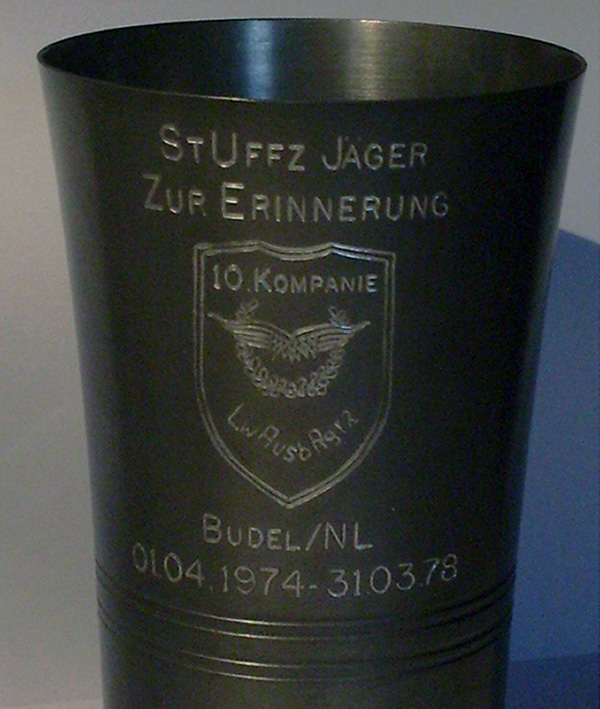 StUffz Jäger
Zur Erinnerung
10. Kompanie
LwAusbRgt 2
Budel/NL
01.04.1974-31.03.78